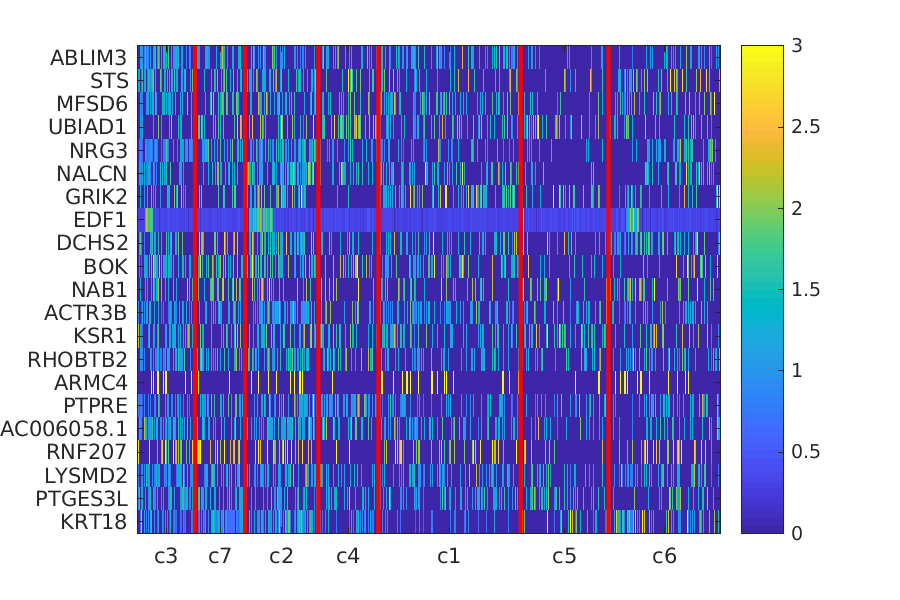 ABLIM3
STS
MFSD6
UBIAD1
NRG3
NALCN
GRIK2
EDF1
DCHS2
BOK
NAB1
ACTR3B
KSR1
RHOBTB2
ARMC4
PTPRE
AC006058.1
RNF207
LYSMD2
PTGES3L
KRT18
c3 c7 c2 c4 c1 c5 c6
3
2.5
2
1.5
1
0.5
0